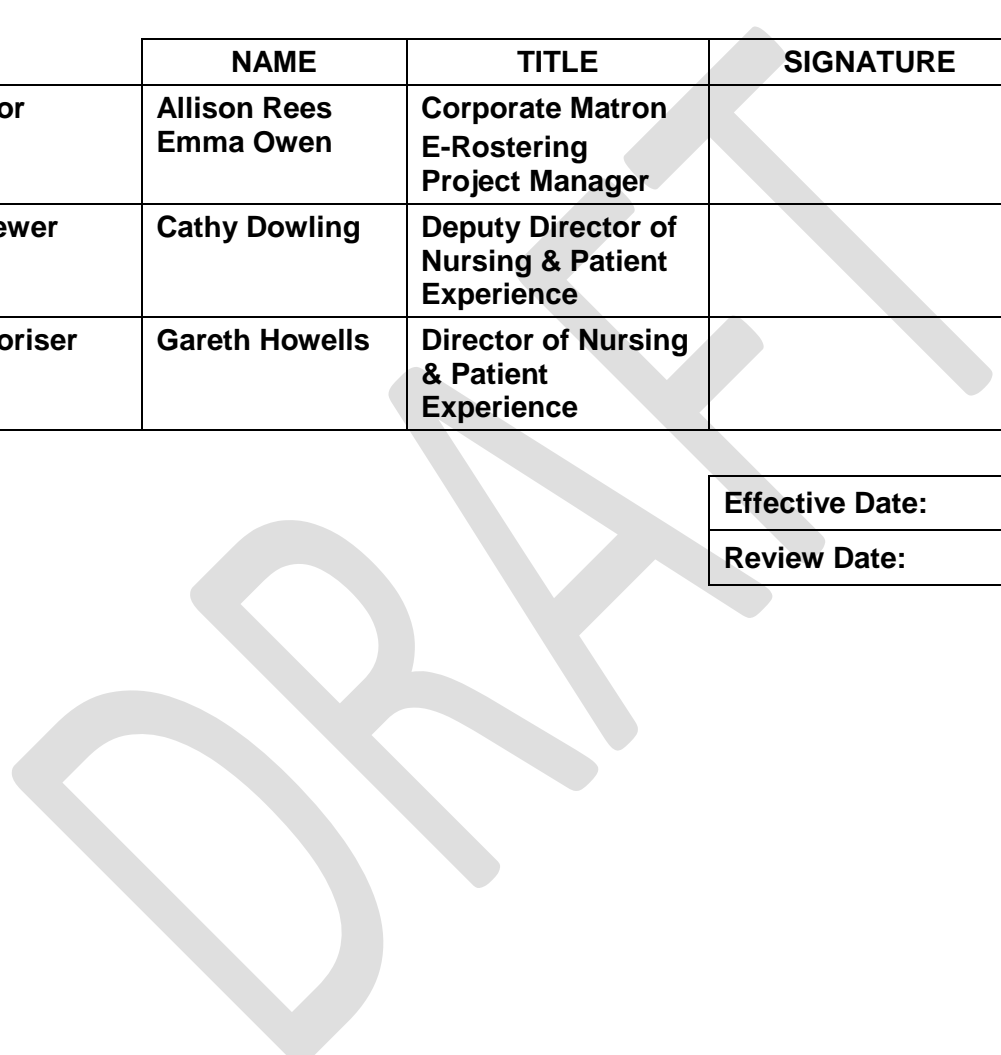 NAME TITLE SIGNATURE
or Allison Rees Corporate Matron
Emma Owen E-Rostering
Project Manager
ewer Cathy Dowling Deputy Director of
Nursing & Patient
Experience
oriser Gareth Howells Director of Nursing
& Patient
Experience
Effective Date:
Review Date:
DRAFT